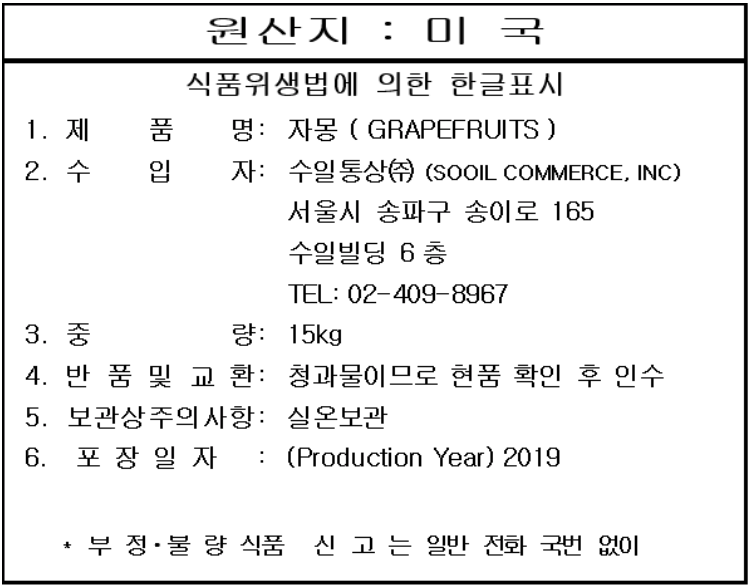 원산지 : 미 국
식품위생법에 의한 한글표시
1. 제 품 명: 자몽 ( GRAPEFRUITS )
2. 수 입 자: 수일통상㈜ (SOOIL COMMERCE, INC)
서울시 송파구 송이로 165
수일빌딩 6 층
TEL: 02-409-8967
3. 중 량: 15kg
4. 반 품 및 교 환: 청과물이므로 현품 확인 후 인수
5. 보관상주의사항: 실온보관
6. 포 장 일 자 : (Production Year) 2019
* 부 정·불 량 식품 신 고 는 일반 전화 국번 없이